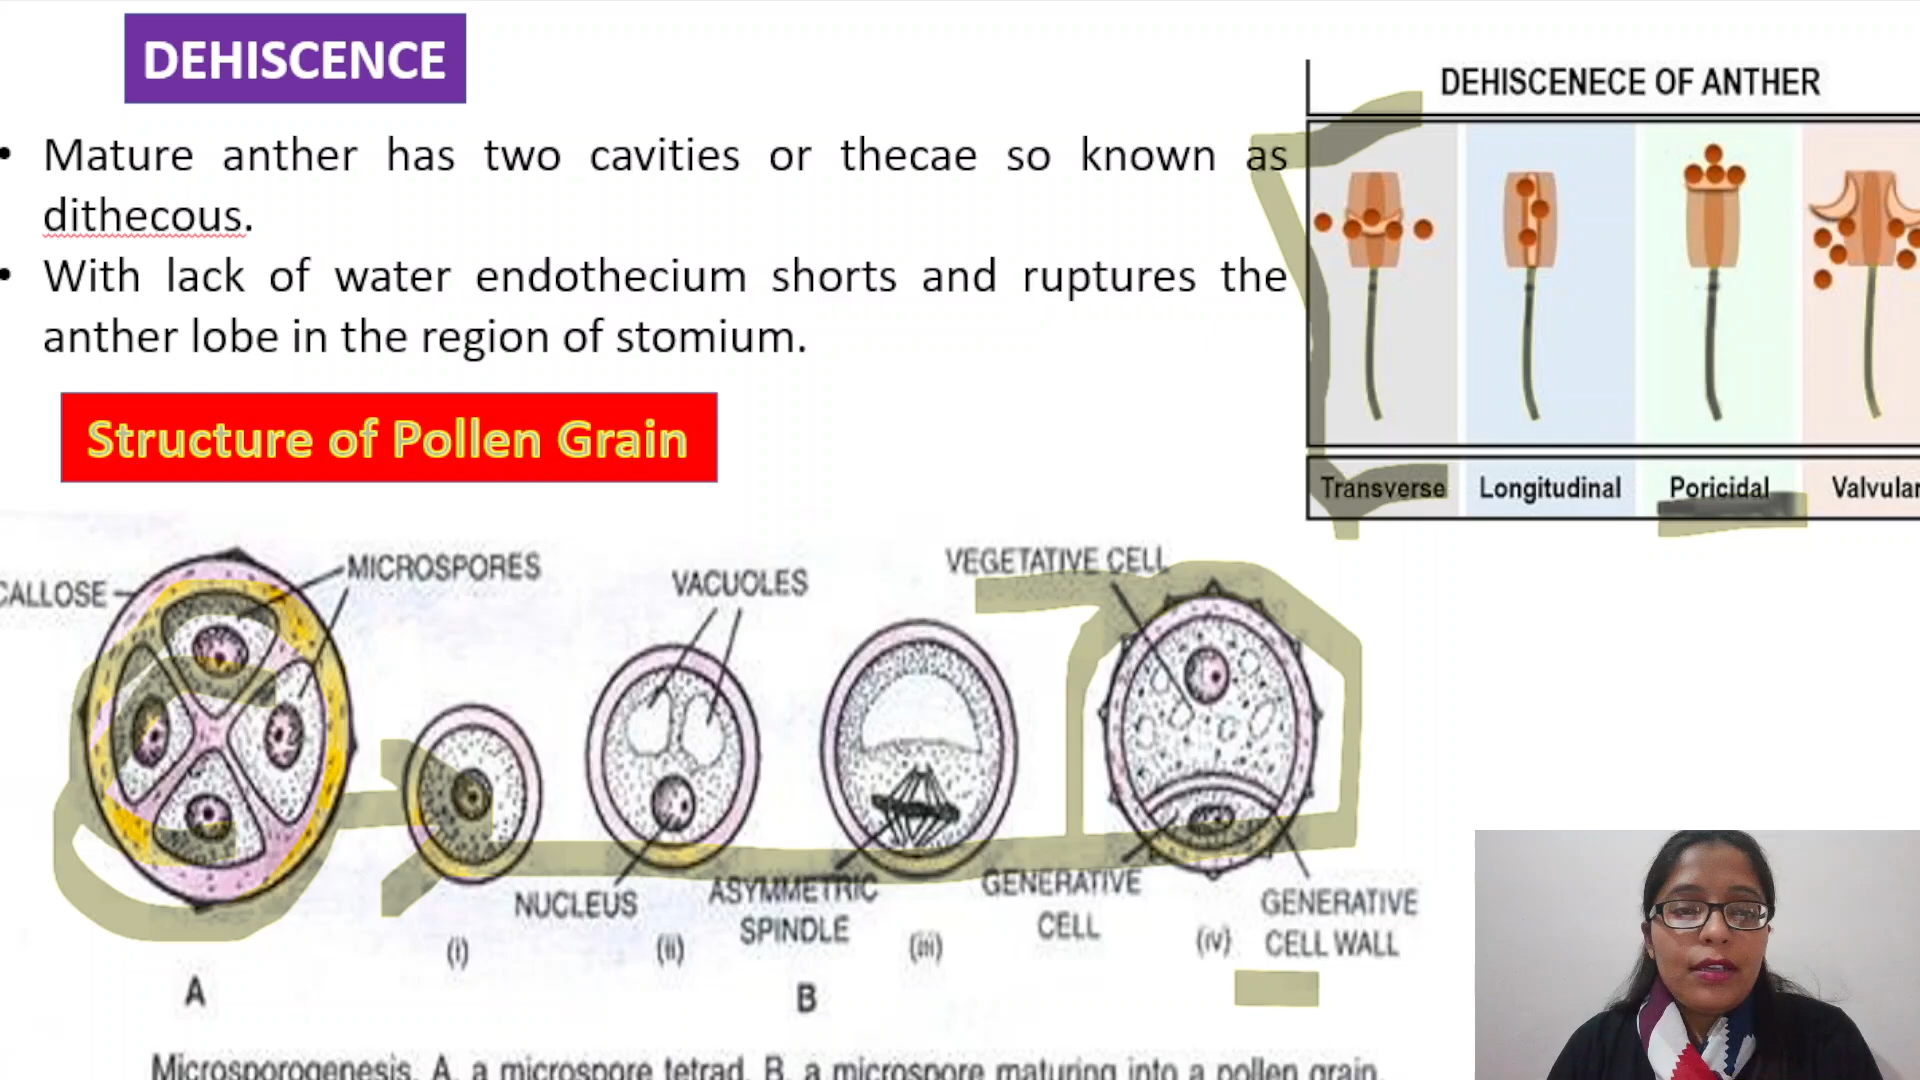 DEHISCENCE
• Mature anther has two cavities or thecae so known as
dithecous.
• With lack of water endothecium shorts and ruptures the
anther lobe in the region of stomium.
DEHISCENECE OF ANTHER
Transverse Longitudinal Poricidal Valvular
Structure of Pollen Grain
CALLOSE
MICROSPORES
VACUOLES
VEGETATIVE CELL
NUCLEUS
ASYMMETRIC
SPINDLE
GENERATIVE
CELL
GENERATIVE
CELL WALL
(i) (ii) (iii) (iv)
A B
Microsporogenesis. A, a microspore tetrad. B, a microspore maturing into a pollen grain.